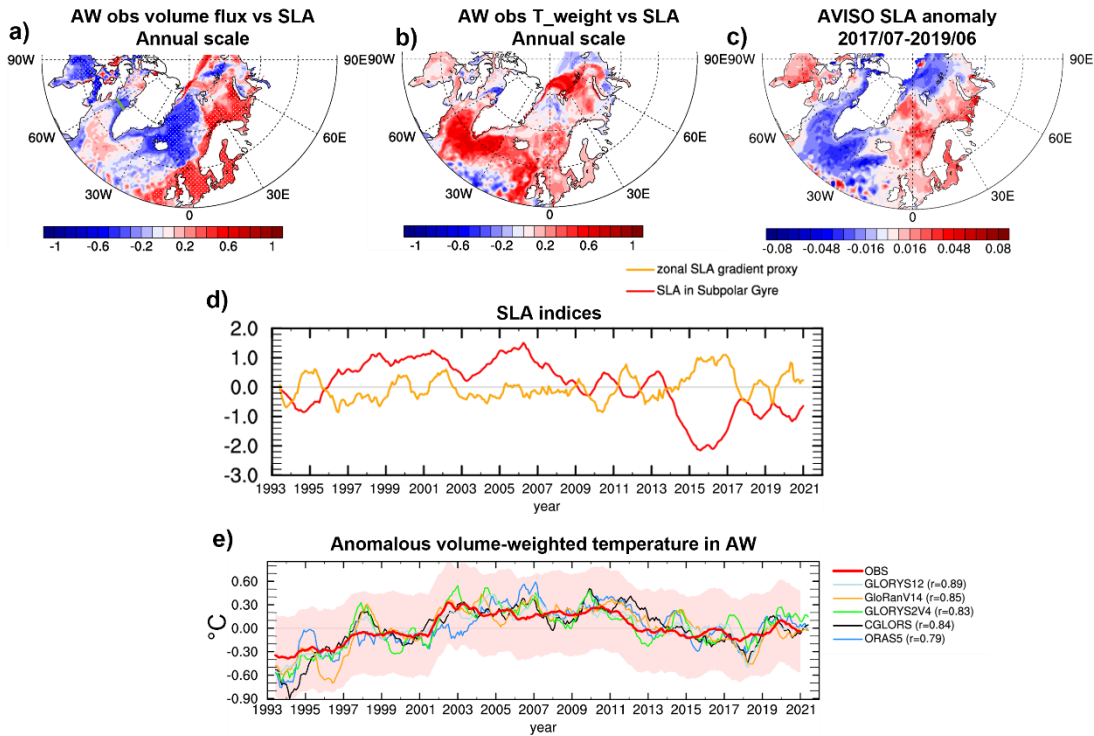 AW obs volume flux vs SLA
Annual scale
a)
90W
60W
30W
0
30E
60E
90E
-1 -0.6 -0.2 0.2 0.6 1
AW obs T_weight vs SLA
Annual scale
b)
90W
60W
30W
0
30E
60E
90E
-1 -0.6 -0.2 0.2 0.6 1
AVISO SLA anomaly
2017/07-2019/06
c)
90W
60W
30W
0
30E
60E
90E
-0.08 -0.048 -0.016 0.016 0.048 0.08
zonal SLA gradient proxy
SLA in Subpolar Gyre
d)
SLA indices
2.0
1.0
0.0
-1.0
-2.0
-3.0
1993 1995 1997 1999 2001 2003 2005 2007 2009 2011 2013 2015 2017 2019 2021
year
e)
Anomalous volume-weighted temperature in AW
°C
0.60
0.30
0.00
-0.30
-0.60
-0.90
1993 1995 1997 1999 2001 2003 2005 2007 2009 2011 2013 2015 2017 2019 2021
year
OBS
GLORYS12 (r=0.89)
GloRanV14 (r=0.85)
GLORYS2V4 (r=0.83)
CGLORS (r=0.84)
ORAS5 (r=0.79)